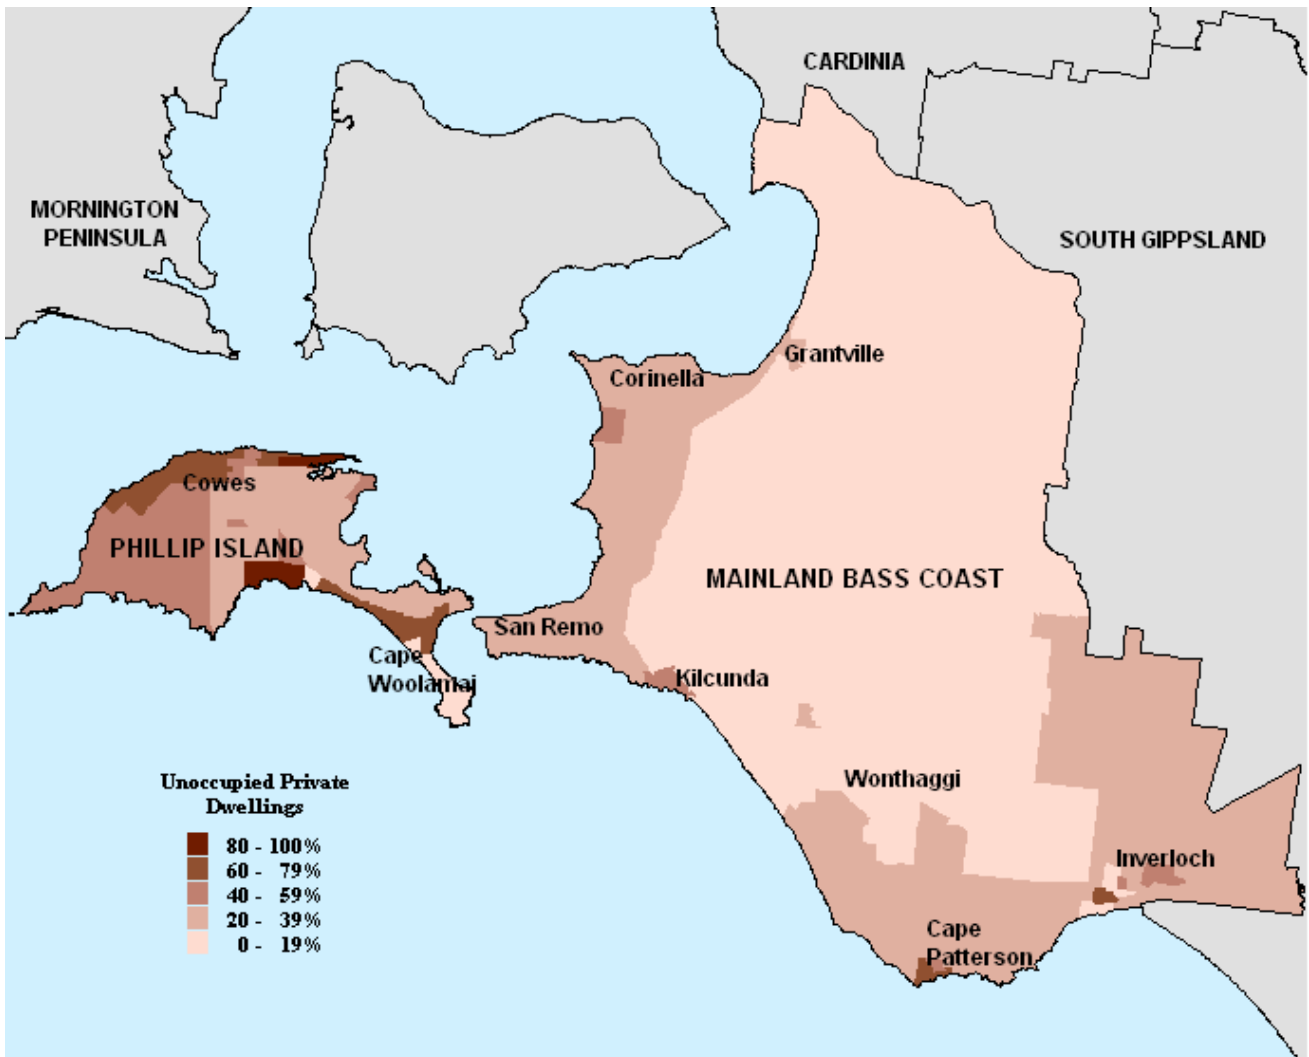 CARDINIA
MORNINGTON
PENINSULA
SOUTH GIPPSLAND
Grantville
Corinella
Cowes
PHILLIP ISLAND
MAINLAND BASS COAST
San Remo
Cape
Woolamai
Kilcunda
Wonthaggi
Inverloch
Cape
Patterson
Unoccupied Private
Dwellings
80 - 100%
60 - 79%
40 - 59%
20 - 39%
0 - 19%